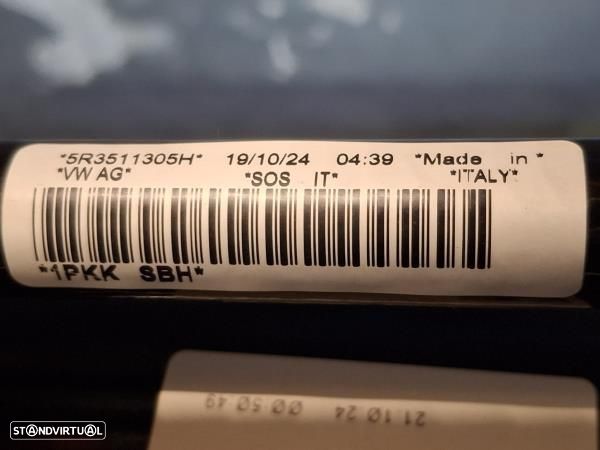 *5R3511305H* 19/10/24 04:39 *Made in*
*VW AG* *SOS IT* *ITALY*
*1PKK SBH*
21.10 24 00.50.49
STANDVIRTUAL